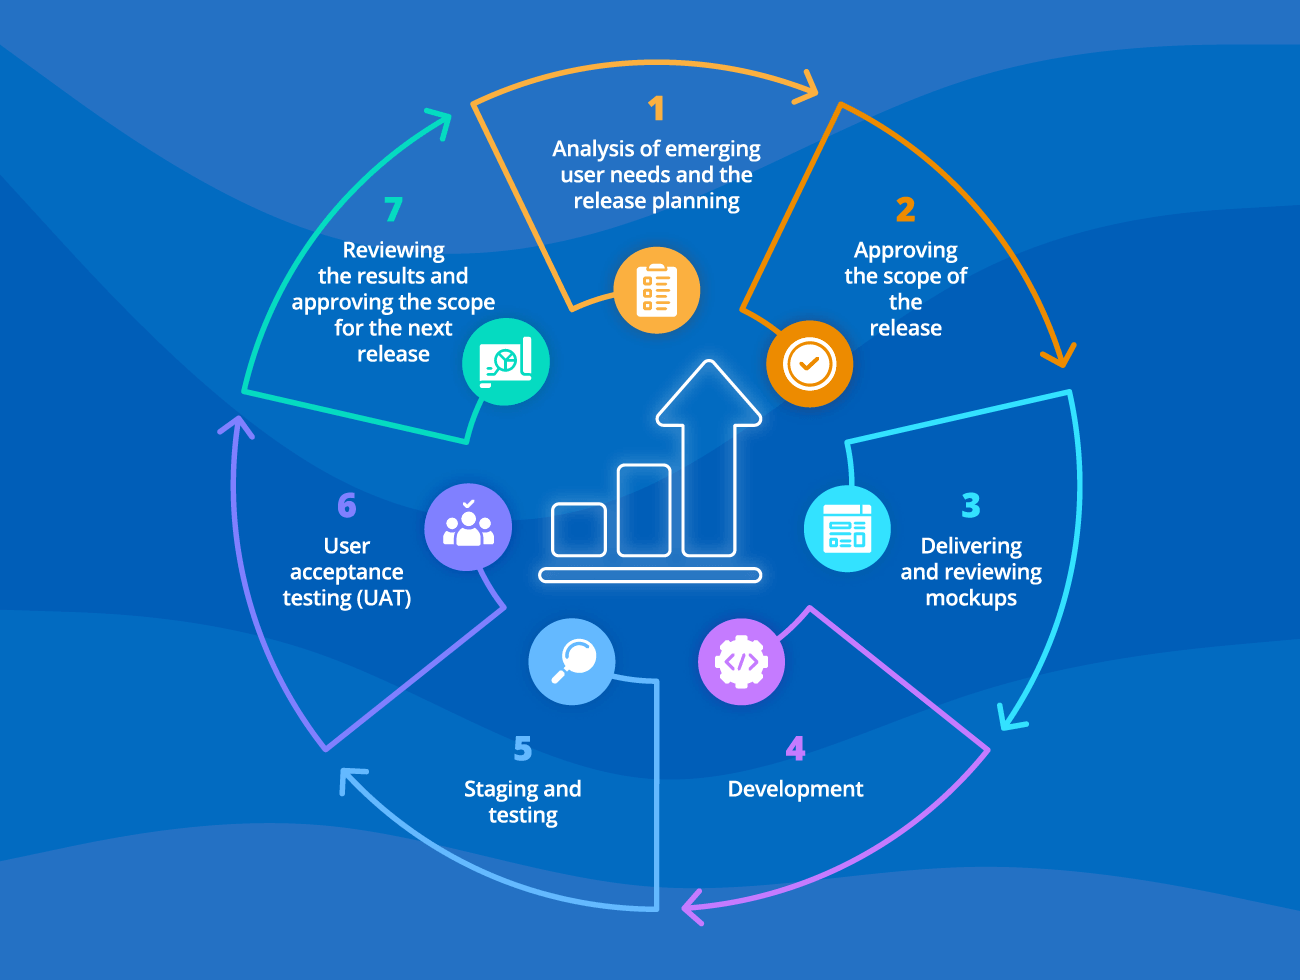 1
Analysis of emerging
user needs and the
release planning
2
Approving
the scope of
the
release
3
Delivering
and reviewing
mockups
4
Development
5
Staging and
testing
6
User
acceptance
testing (UAT)
7
Reviewing
the results and
approving the scope
for the next
release